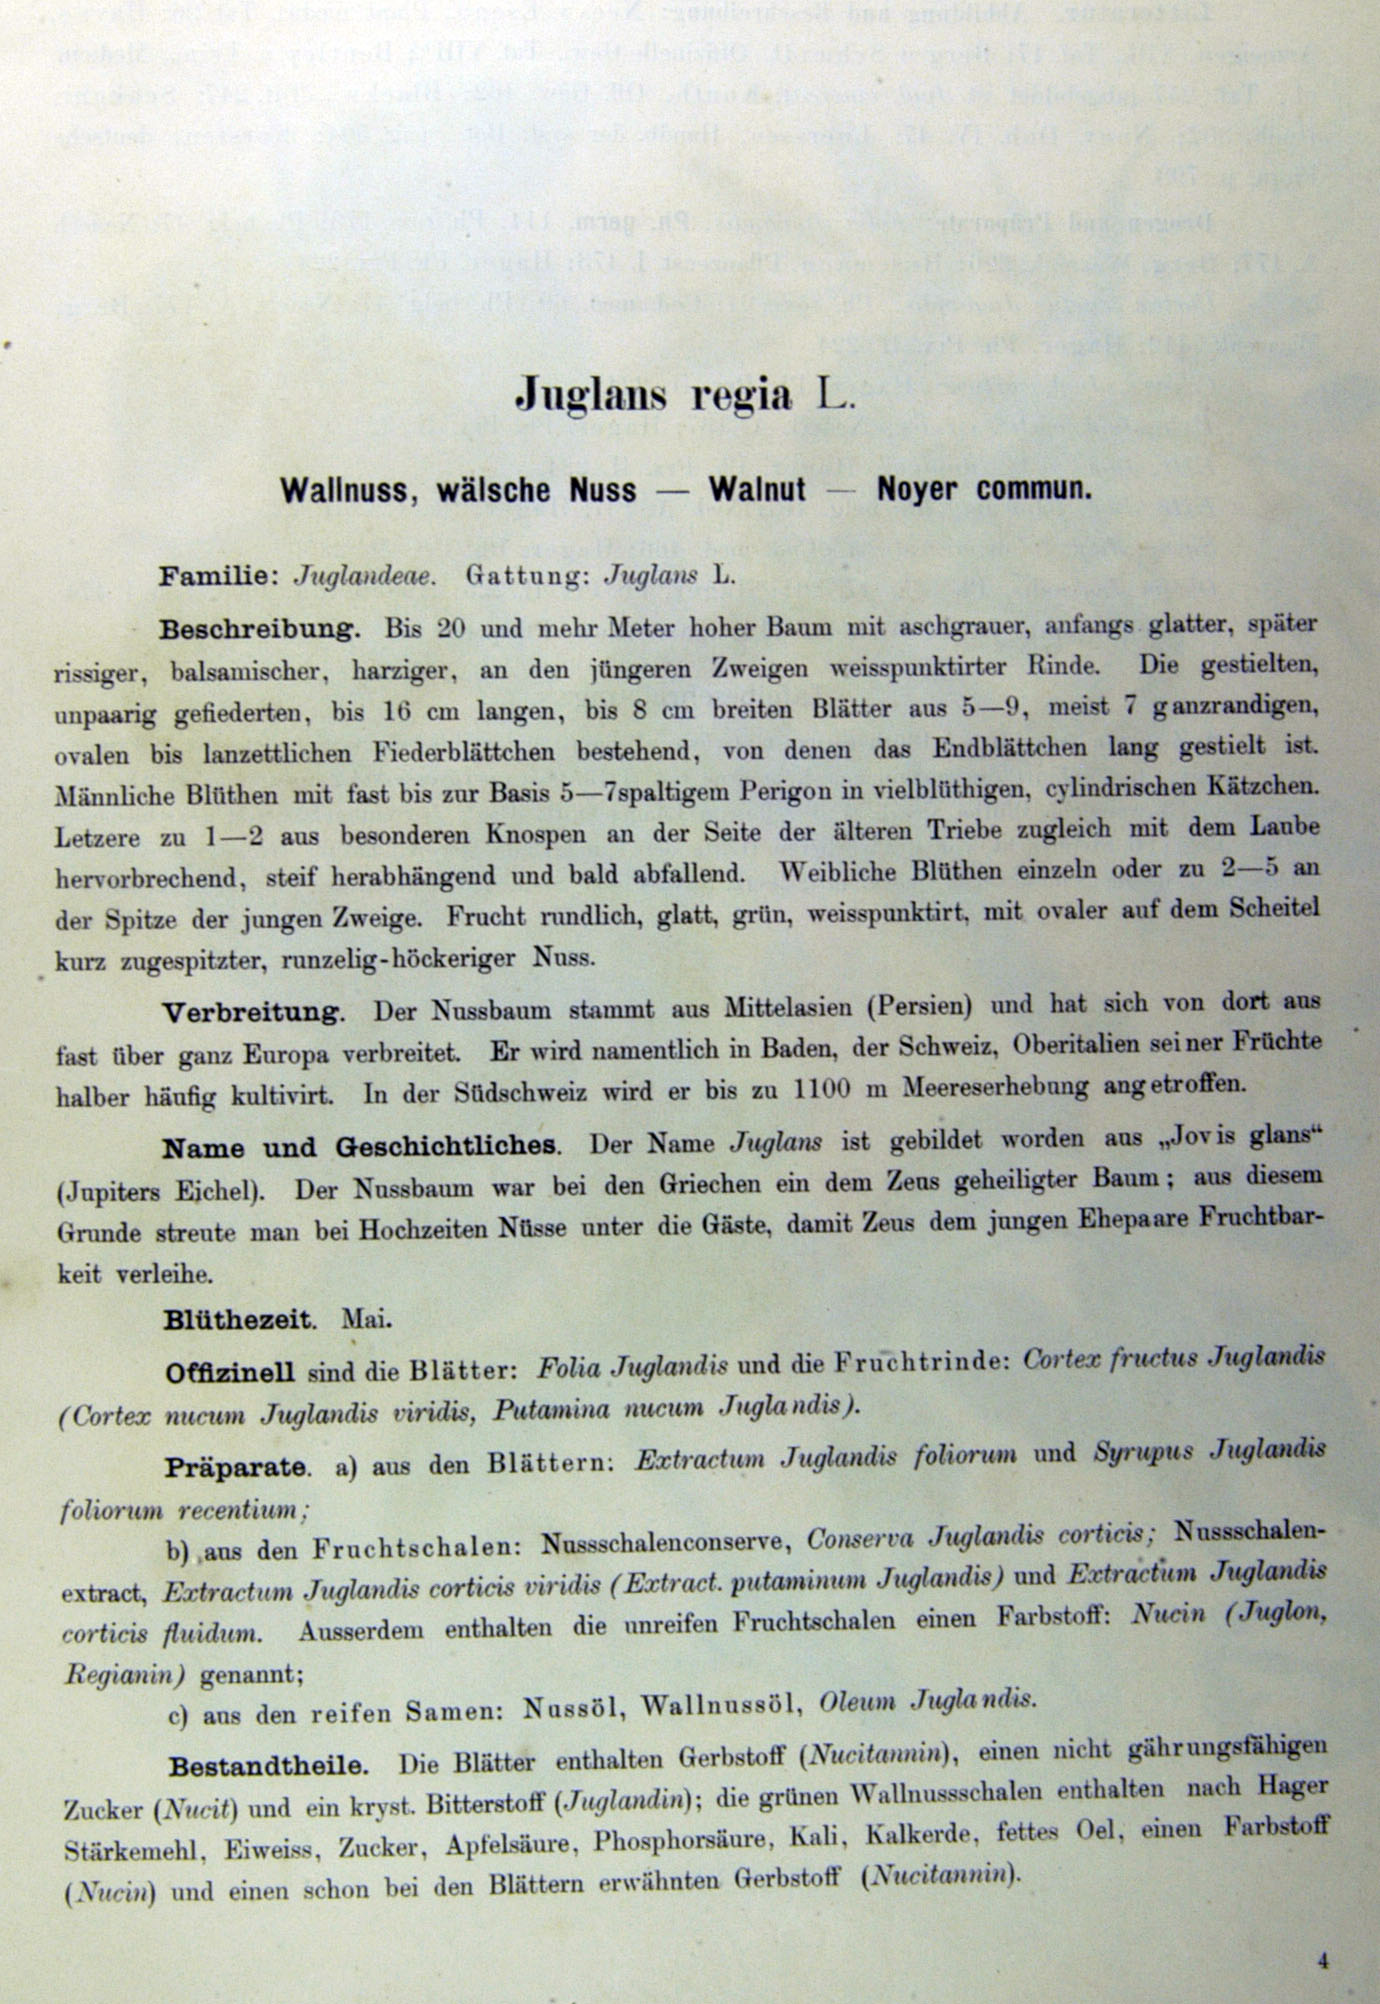 Juglans regia L.
Wallnuss, wälsche Nuss — Walnut — Noyer commun.
Familie: Juglandeae. Gattung: Juglans L.
Beschreibung. Bis 20 und mehr Meter hoher Baum mit aschgrauer, anfangs glatter, später
rissiger, balsamischer, harziger, an den jüngeren Zweigen weisspunktirter Rinde. Die gestielten,
unpaarig gefiederten, bis 16 cm langen, bis 8 cm breiten Blätter aus 5—9, meist 7 ganzrandigen,
ovalen bis lanzettlichen Fiederblättchen bestehend, von denen das Endblättchen lang gestielt ist.
Männliche Blüthen mit fast bis zur Basis 5—7spaltigem Perigon in vielblüthigen, cylindrischen Kätzchen.
Letzere zu 1—2 aus besonderen Knospen an der Seite der älteren Triebe zugleich mit dem Laube
hervorbrechend, steif herabhängend und bald abfallend. Weibliche Blüthen einzeln oder zu 2—5 an
der Spitze der jungen Zweige. Frucht rundlich, glatt, grün, weisspunktirt, mit ovaler auf dem Scheitel
kurz zugespitzter, runzelig-höckeriger Nuss.
Verbreitung. Der Nussbaum stammt aus Mittelasien (Persien) und hat sich von dort aus
fast über ganz Europa verbreitet. Er wird namentlich in Baden, der Schweiz, Oberitalien seiner Früchte
halber häufig kultivirt. In der Südschweiz wird er bis zu 1100 m Meereserhebung angetroffen.
Name und Geschichtliches. Der Name Juglans ist gebildet worden aus „Jovis glans“
(Jupiters Eichel). Der Nussbaum war bei den Griechen ein dem Zeus geheiligter Baum; aus diesem
Grunde streute man bei Hochzeiten Nüsse unter die Gäste, damit Zeus dem jungen Ehepaare Fruchtbar-
keit verleihe.
Blüthezeit. Mai.
Offizinell sind die Blätter: Folia Juglandis und die Fruchtrinde: Cortex fructus Juglandis
(Cortex nucum Juglandis viridis, Putamina nucum Juglandis).
Präparate. a) aus den Blättern: Extractum Juglandis foliorum und Syrupus Juglandis
foliorum recentium;
b) aus den Fruchtschalen: Nussschalenconserve, Conserva Juglandis corticis; Nussschalen-
extract, Extractum Juglandis corticis viridis (Extract. putaminum Juglandis) und Extractum Juglandis
corticis fluidum. Ausserdem enthalten die unreifen Fruchtschalen einen Farbstoff: Nucin (Juglon,
Regianin) genannt;
c) aus den reifen Samen: Nussöl, Wallnussöl, Oleum Juglandis.
Bestandtheile. Die Blätter enthalten Gerbstoff (Nucitannin), einen nicht gährungsfähigen
Zucker (Nucit) und ein kryst. Bitterstoff (Juglandin); die grünen Wallnussschalen enthalten nach Hager
Stärkemehl, Eiweiss, Zucker, Apfelsäure, Phosphorsäure, Kali, Kalkerde, fettes Oel, einen Farbstoff
(Nucin) und einen schon bei den Blättern erwähnten Gerbstoff (Nucitannin).
4